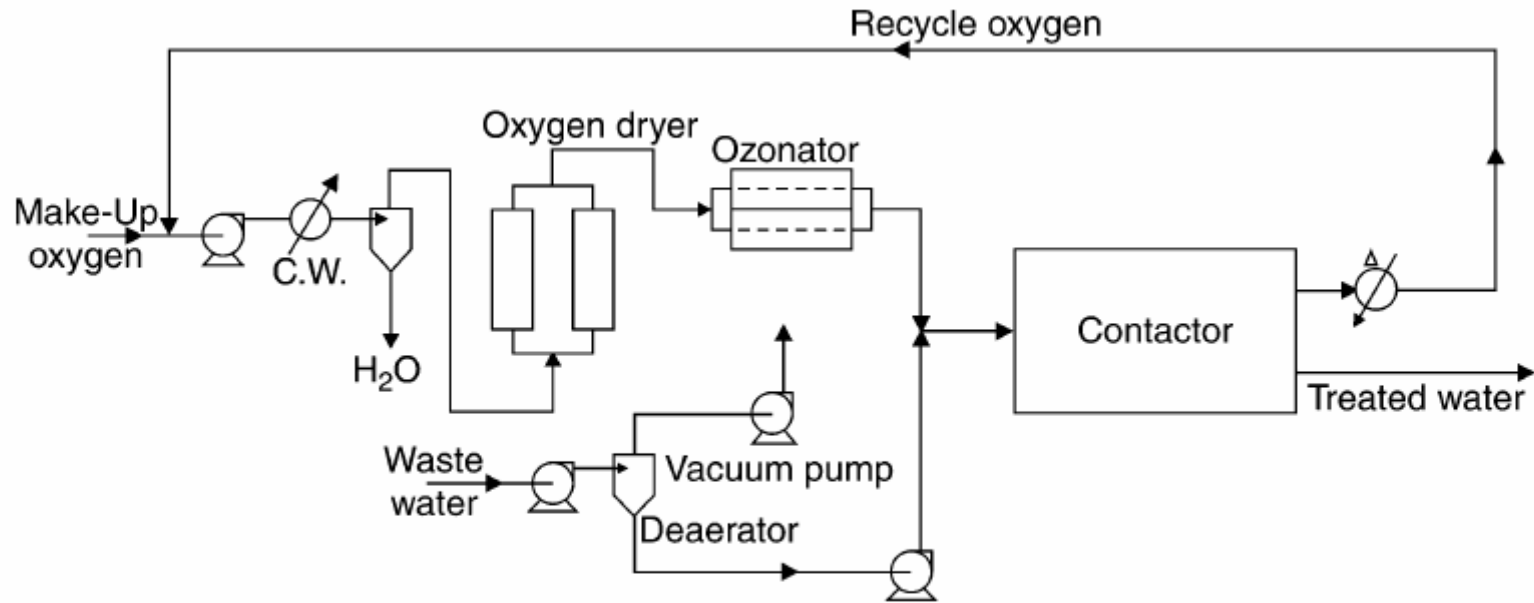 Recycle oxygen
Oxygen dryer
Ozonator
Make-Up
oxygen
C.W.
H₂O
Δ
Contactor
Treated water
Waste
water
Vacuum pump
Deaerator